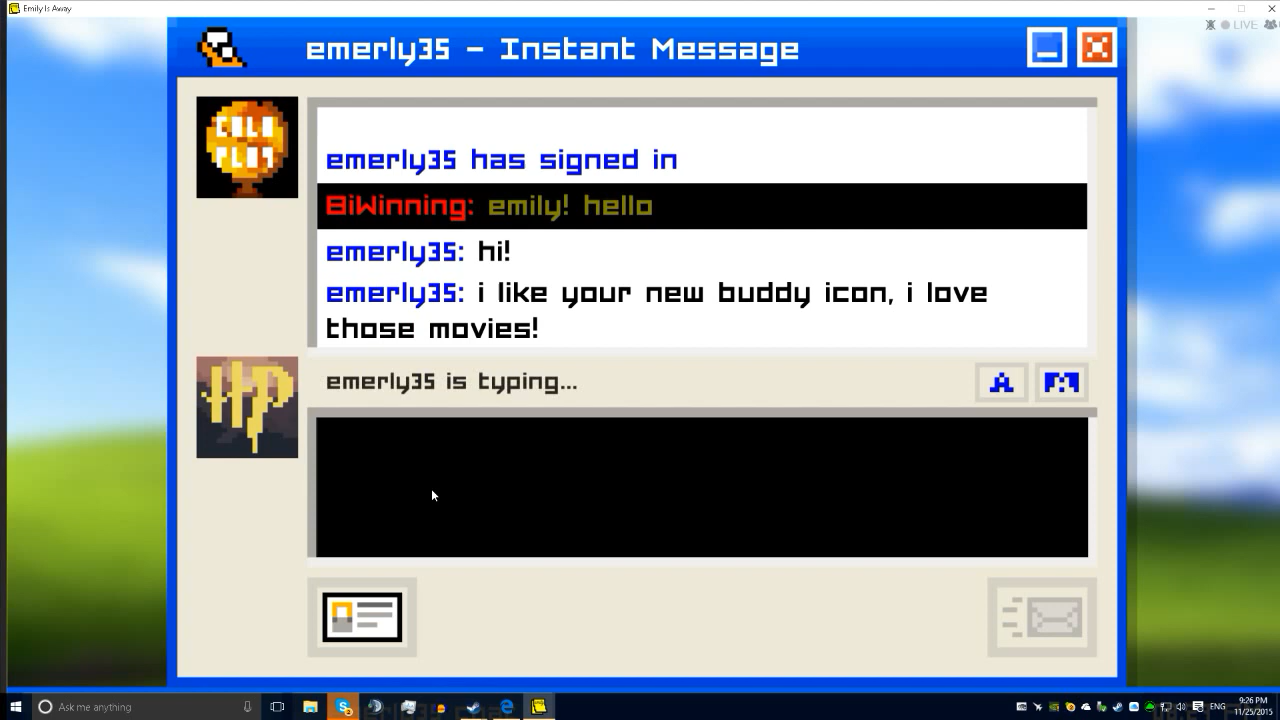 Emily Is Away
LIVE
emerly35 - Instant Message
COLD
PLAY
emerly35 has signed in
BiWinning: emily! hello
emerly35: hi!
emerly35: i like your new buddy icon, i love
those movies!
HP
emerly35 is typing...
A
Ask me anything
ENG
9:26 PM
11/25/2015